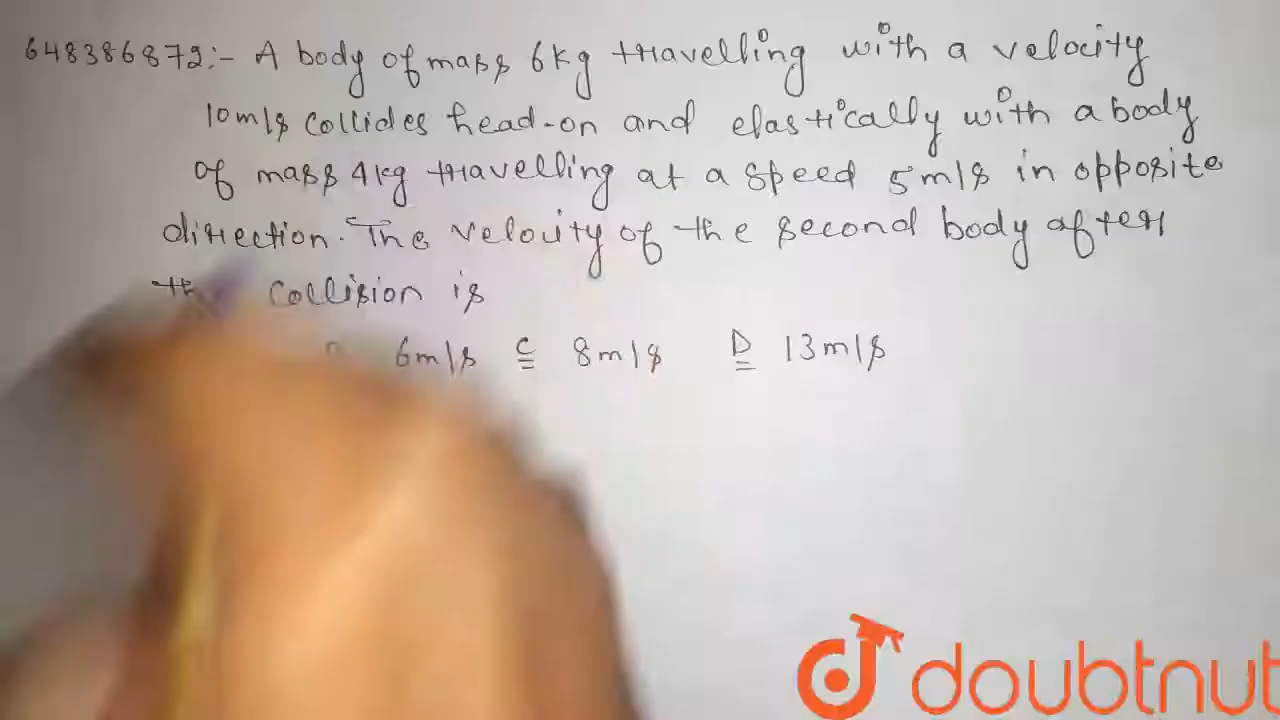 648386872:- A body of mass 6kg travelling with a velocity
10m/s collides head-on and elastically with a body
of mass 4kg travelling at a speed 5m/s in opposite
direction. The velocity of the second body after
the collision is
6m/s C 8m/s D 13m/s
doubtnut